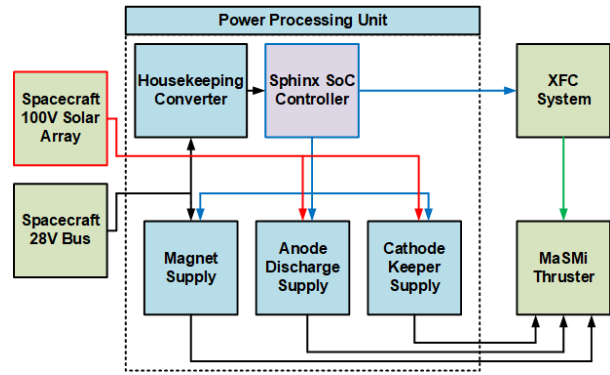 Power Processing Unit
Housekeeping
Converter
Sphinx SoC
Controller
XFC
System
Spacecraft
100V Solar
Array
Spacecraft
28V Bus
Magnet
Supply
Anode
Discharge
Supply
Cathode
Keeper
Supply
MaSMi
Thruster